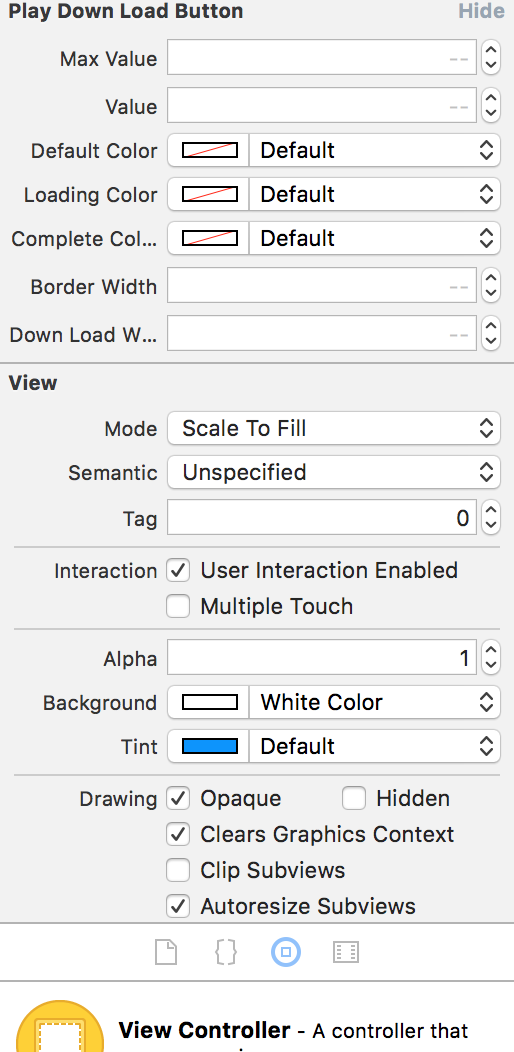 Play Down Load Button Hide
Max Value --
Value --
Default Color Default
Loading Color Default
Complete Col... Default
Border Width --
Down Load W... --
View
Mode Scale To Fill
Semantic Unspecified
Tag 0
Interaction User Interaction Enabled
Multiple Touch
Alpha 1
Background White Color
Tint Default
Drawing Opaque Hidden
Clears Graphics Context
Clip Subviews
Autoresize Subviews
{ }
View Controller - A controller that